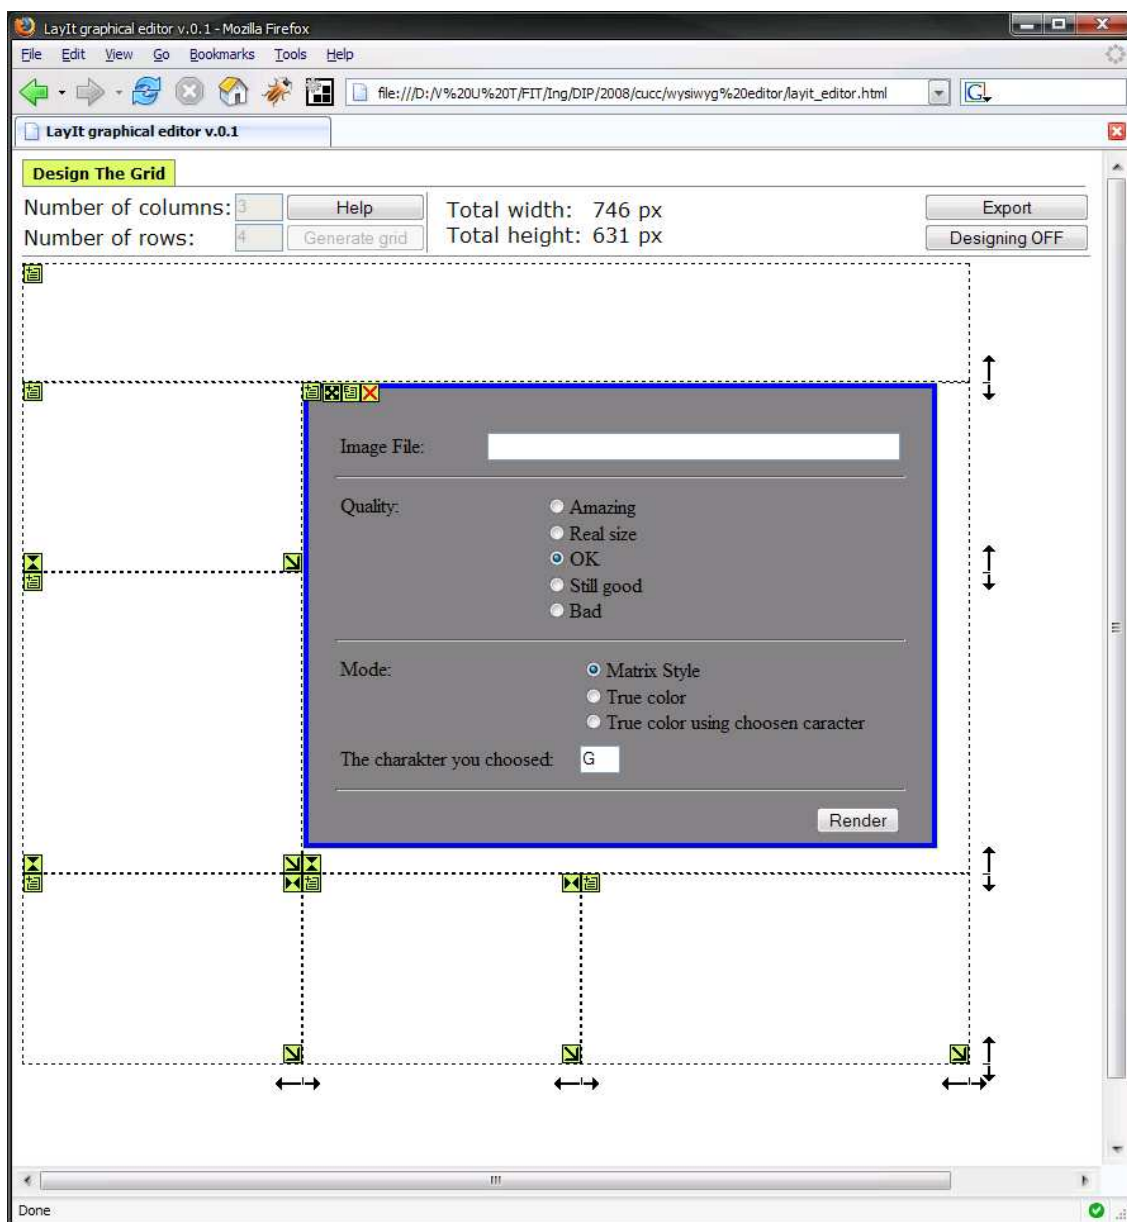 LayIt graphical editor v.0.1 - Mozilla Firefox
File Edit View Go Bookmarks Tools Help
file:///D:/V%20U%20T/FIT/Ing/DIP/2008/cucc/wysiwyg%20editor/layit_editor.html
LayIt graphical editor v.0.1
Design The Grid
Number of columns: 3 Help Total width: 746 px Export
Number of rows: 4 Generate grid Total height: 631 px Designing OFF
Image File:
Quality: Amazing
Real size
OK
Still good
Bad
Mode: Matrix Style
True color
True color using choosen caracter
The charakter you choosed: G
Render
Done